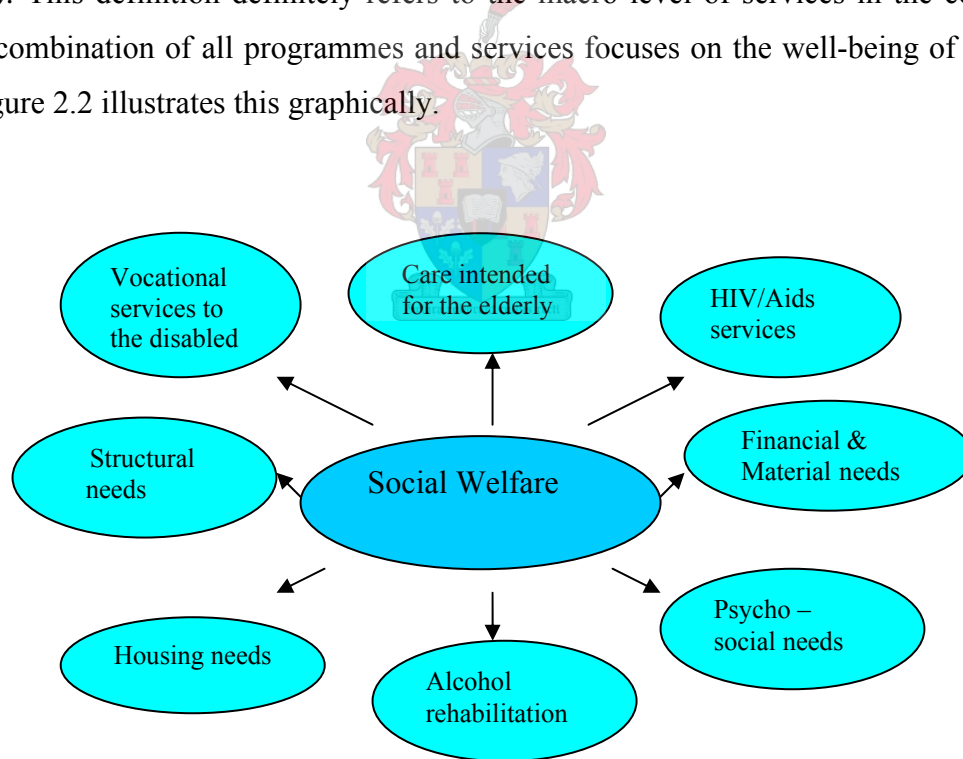 This definition definitely refers to the macro level of services in the
combination of all programmes and services focuses on the well-being of
gure 2.2 illustrates this graphically.
Vocational
services to
the disabled
Care intended
for the elderly
HIV/Aids
services
Structural
needs
Social Welfare
Financial &
Material needs
Housing needs
Alcohol
rehabilitation
Psycho –
social needs